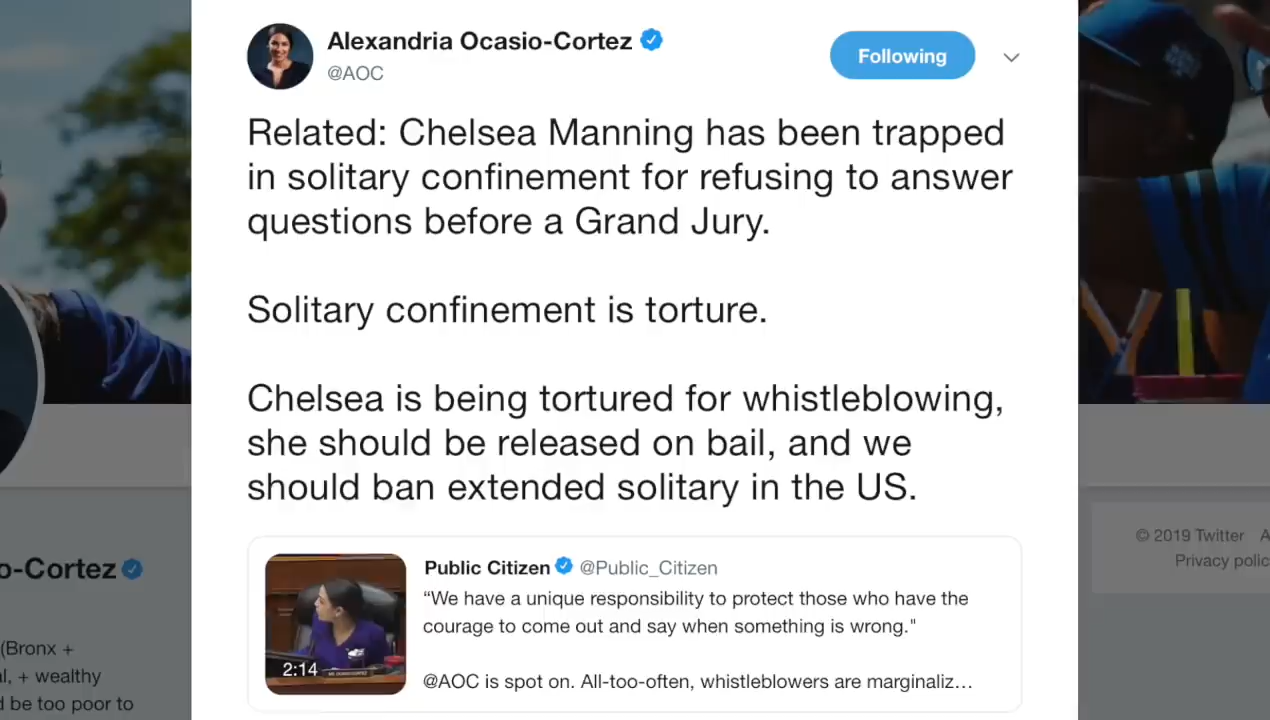 Alexandria Ocasio-Cortez
@AOC
Following
Related: Chelsea Manning has been trapped
in solitary confinement for refusing to answer
questions before a Grand Jury.
Solitary confinement is torture.
Chelsea is being tortured for whistleblowing,
she should be released on bail, and we
should ban extended solitary in the US.
Public Citizen @Public_Citizen
“We have a unique responsibility to protect those who have the
courage to come out and say when something is wrong."
@AOC is spot on. All-too-often, whistleblowers are marginaliz…
2:14
o-Cortez
(Bronx +
al, + wealthy
d be too poor to
© 2019 Twitter A
Privacy polic